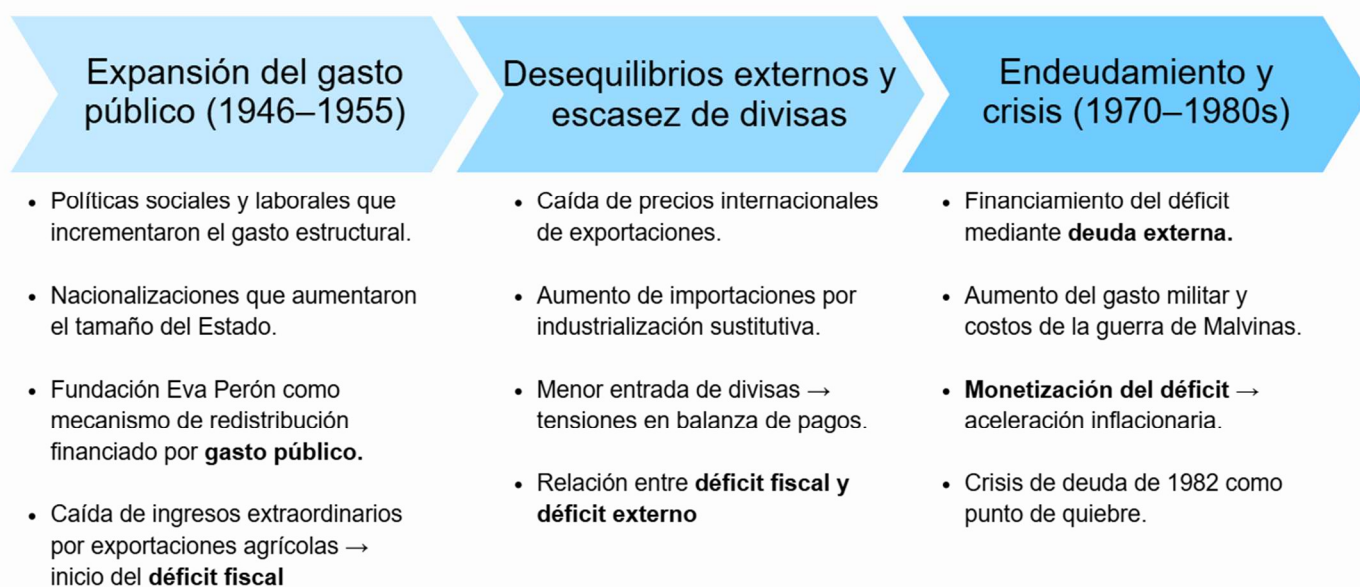 Expansión del gasto
público (1946–1955)
• Políticas sociales y laborales que
incrementaron el gasto estructural.
• Nacionalizaciones que aumentaron
el tamaño del Estado.
• Fundación Eva Perón como
mecanismo de redistribución
financiado por gasto público.
• Caída de ingresos extraordinarios
por exportaciones agrícolas →
inicio del déficit fiscal
Desequilibrios externos y
escasez de divisas
• Caída de precios internacionales
de exportaciones.
• Aumento de importaciones por
industrialización sustitutiva.
• Menor entrada de divisas →
tensiones en balanza de pagos.
• Relación entre déficit fiscal y
déficit externo
Endeudamiento y
crisis (1970–1980s)
• Financiamiento del déficit
mediante deuda externa.
• Aumento del gasto militar y
costos de la guerra de Malvinas.
• Monetización del déficit →
aceleración inflacionaria.
• Crisis de deuda de 1982 como
punto de quiebre.